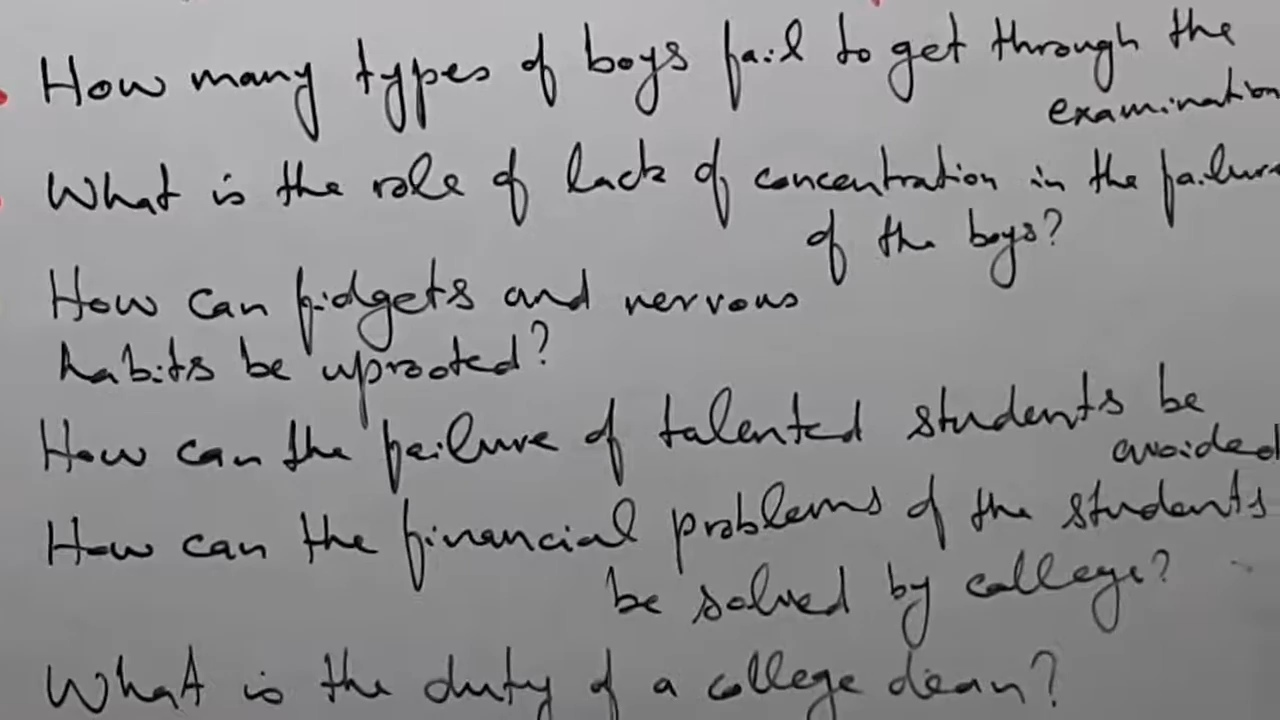 How many types of boys fail to get through the
examination
What is the role of lack of concentration in the failure
of the boys?
How can fidgets and nervous
habits be uprooted?
How can the failure of talented students be
avoided
How can the financial problems of the students
be solved by college?
What is the duty of a college dean?